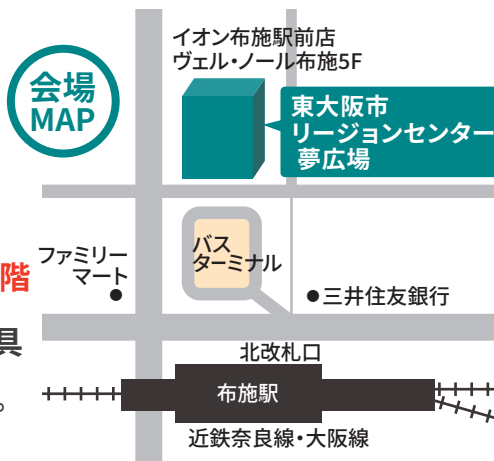 イオン布施駅前店
ヴェル・ノール布施5F
会場
MAP
東大阪市
リージョンセンター
夢広場
バス
ターミナル
ファミリー
マート
階
三井住友銀行
具
北改札口
布施駅
。
近鉄奈良線・大阪線